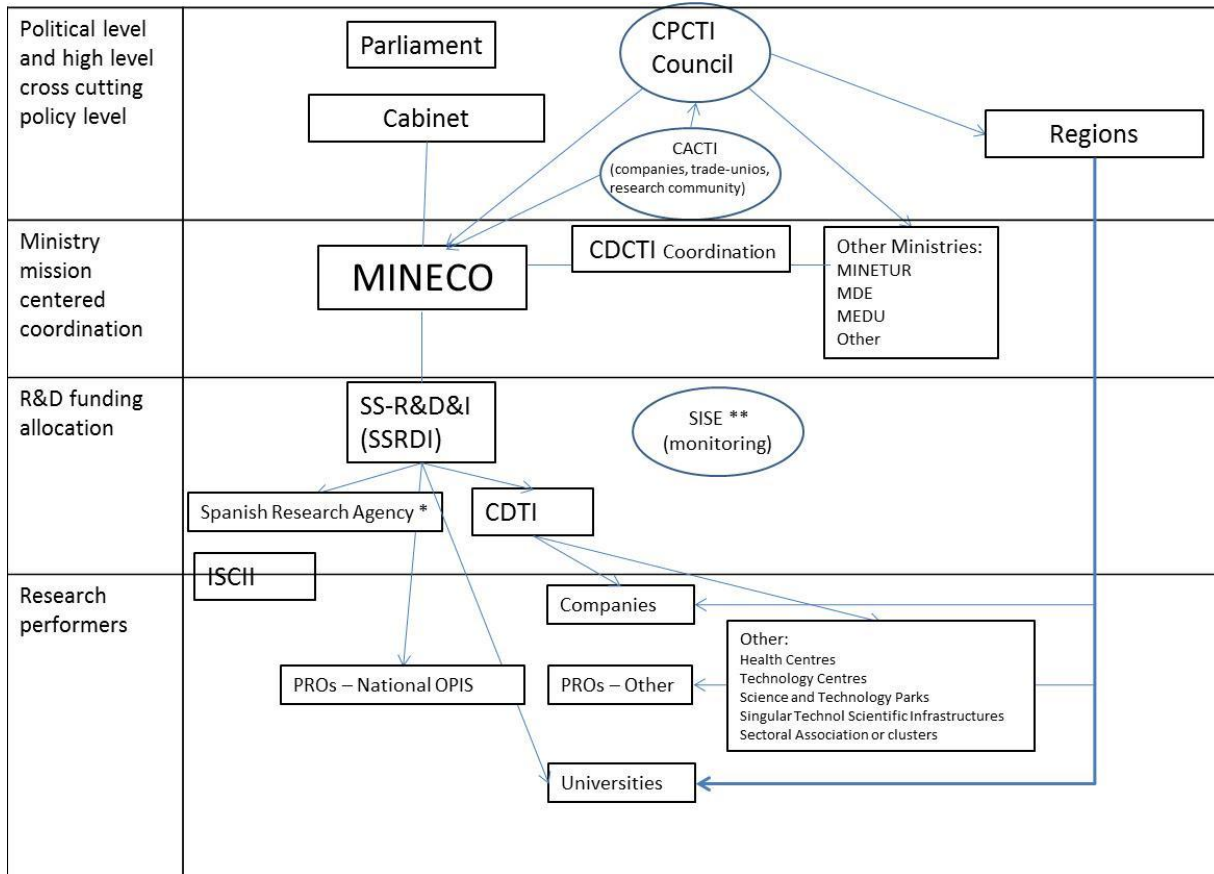 Political level
and high level
cross cutting
policy level
Parliament
CPCTI
Council
Cabinet
Regions
CACTI
(companies, trade-unios,
research community)
Ministry
mission
centered
coordination
MINECO
CDCTI Coordination
Other Ministries:
MINETUR
MDE
MEDU
Other
R&D funding
allocation
SS-R&D&I
(SSRDI)
SISE **
(monitoring)
Spanish Research Agency *
CDTI
ISCII
Research
performers
Companies
Other:
Health Centres
Technology Centres
Science and Technology Parks
Singular Technol Scientific Infrastructures
Sectoral Association or clusters
PROs – National OPIS
PROs – Other
Universities